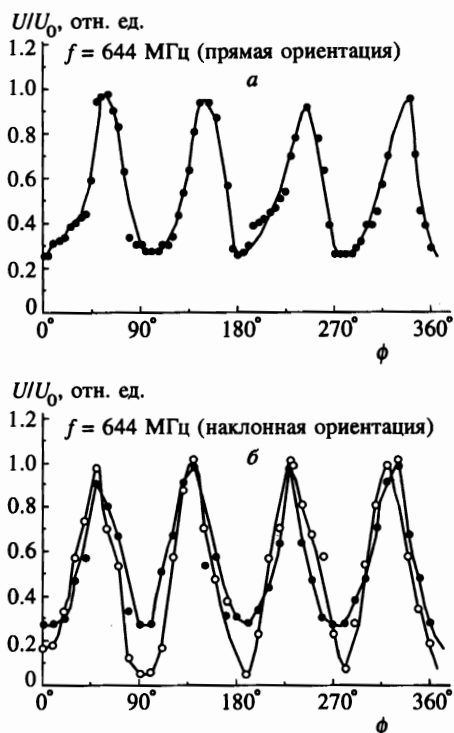 U/U₀, отн. ед.
f = 644 МГц (прямая ориентация)
а
1.2
1.0
0.8
0.6
0.4
0.2
0
0° 90° 180° 270° 360°
ϕ
U/U₀, отн. ед.
f = 644 МГц (наклонная ориентация)
б
1.2
1.0
0.8
0.6
0.4
0.2
0
0° 90° 180° 270° 360°
ϕ